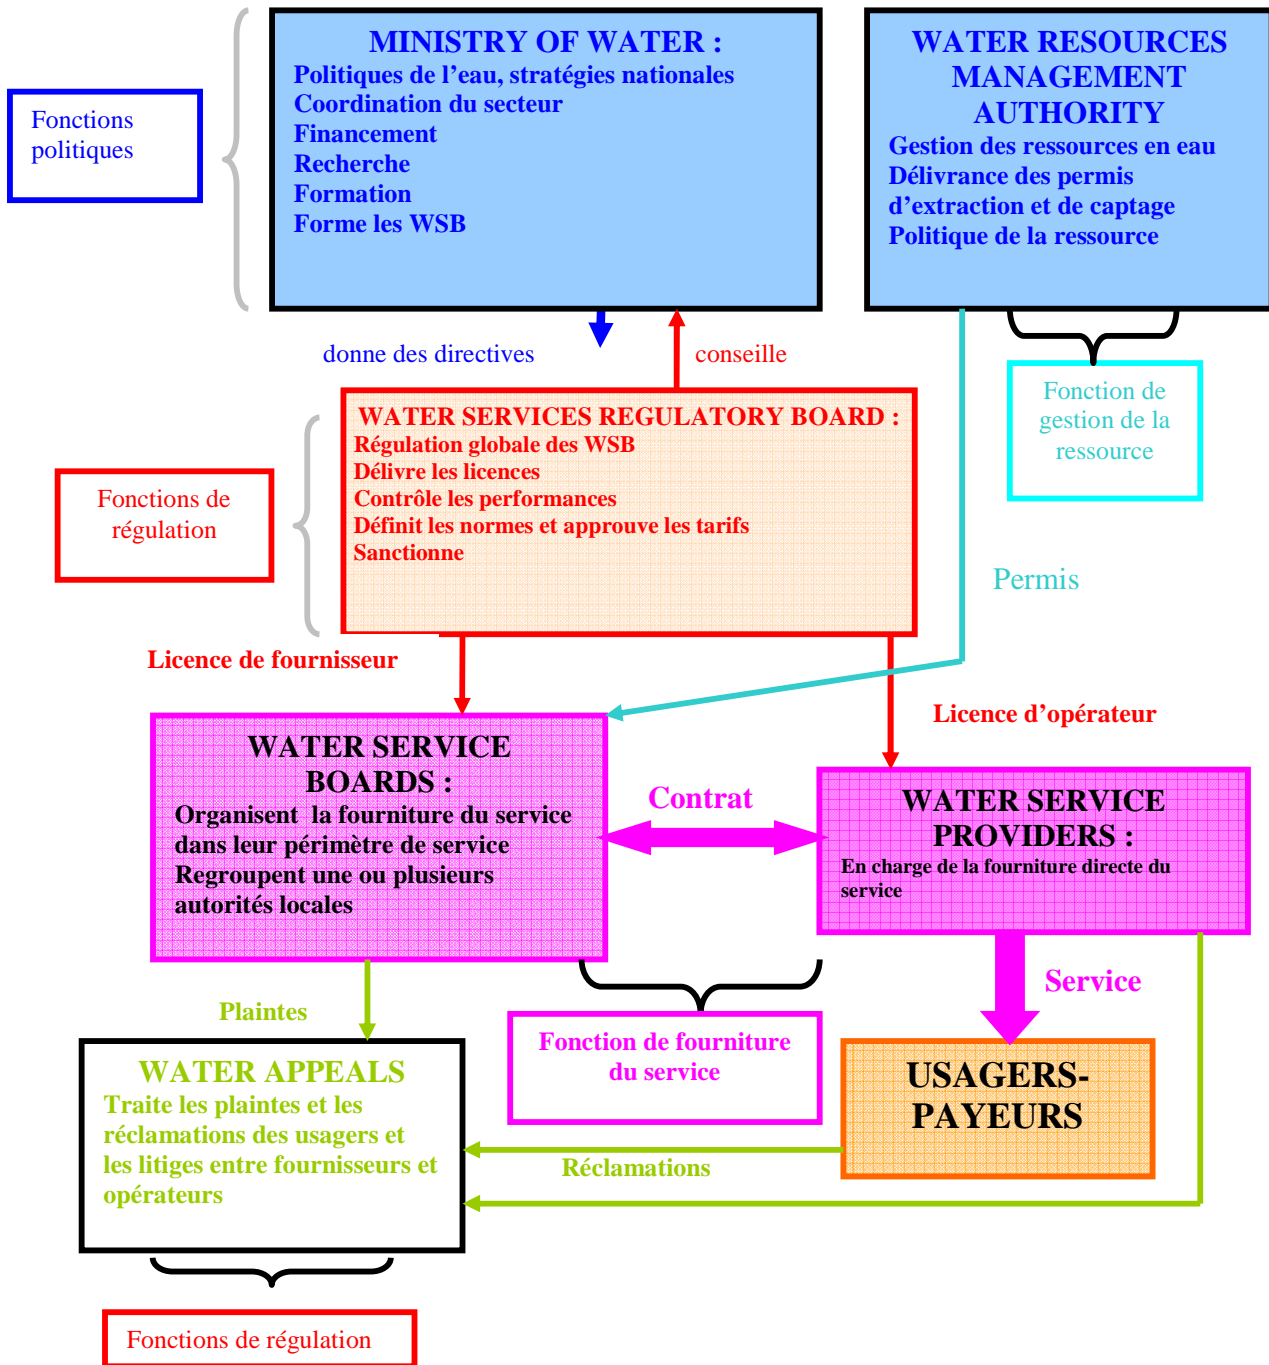 MINISTRY OF WATER :
Politiques de l’eau, stratégies nationales
Coordination du secteur
Financement
Recherche
Formation
Forme les WSB
WATER RESOURCES
MANAGEMENT
AUTHORITY
Gestion des ressources en eau
Délivrance des permis
d’extraction et de captage
Politique de la ressource
Fonctions
politiques
donne des directives
conseille
Fonction de
gestion de la
ressource
WATER SERVICES REGULATORY BOARD :
Régulation globale des WSB
Délivre les licences
Contrôle les performances
Définit les normes et approuve les tarifs
Sanctionne
Fonctions de
régulation
Permis
Licence de fournisseur
Licence d’opérateur
WATER SERVICE
BOARDS :
Organisent la fourniture du service
dans leur périmètre de service
Regroupent une ou plusieurs
autorités locales
Contrat
WATER SERVICE
PROVIDERS :
En charge de la fourniture directe du
service
Service
Plaintes
Fonction de fourniture
du service
WATER APPEALS
Traite les plaintes et les
réclamations des usagers et
les litiges entre fournisseurs et
opérateurs
USAGERS-
PAYEURS
Réclamations
Fonctions de régulation